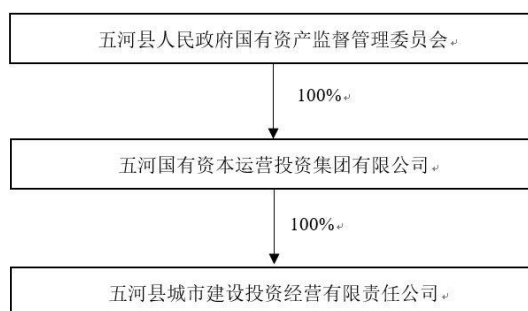 五河县人民政府国有资产监督管理委员会
100%
五河国有资本运营投资集团有限公司
100%
五河县城市建设投资经营有限责任公司